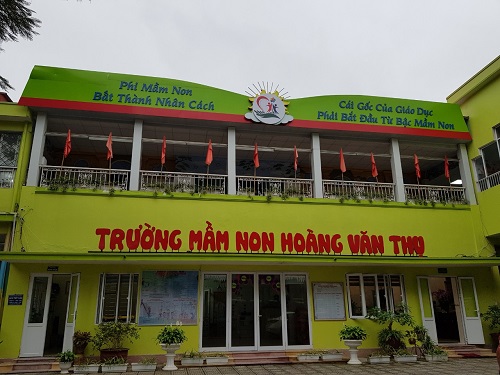 Phi Mầm Non
Bất Thành Nhân Cách
Cái Gốc Của Giáo Dục
Phải Bắt Đầu Từ Bậc Mầm Non
TRƯỜNG MẦM NON HOÀNG VĂN THỤ